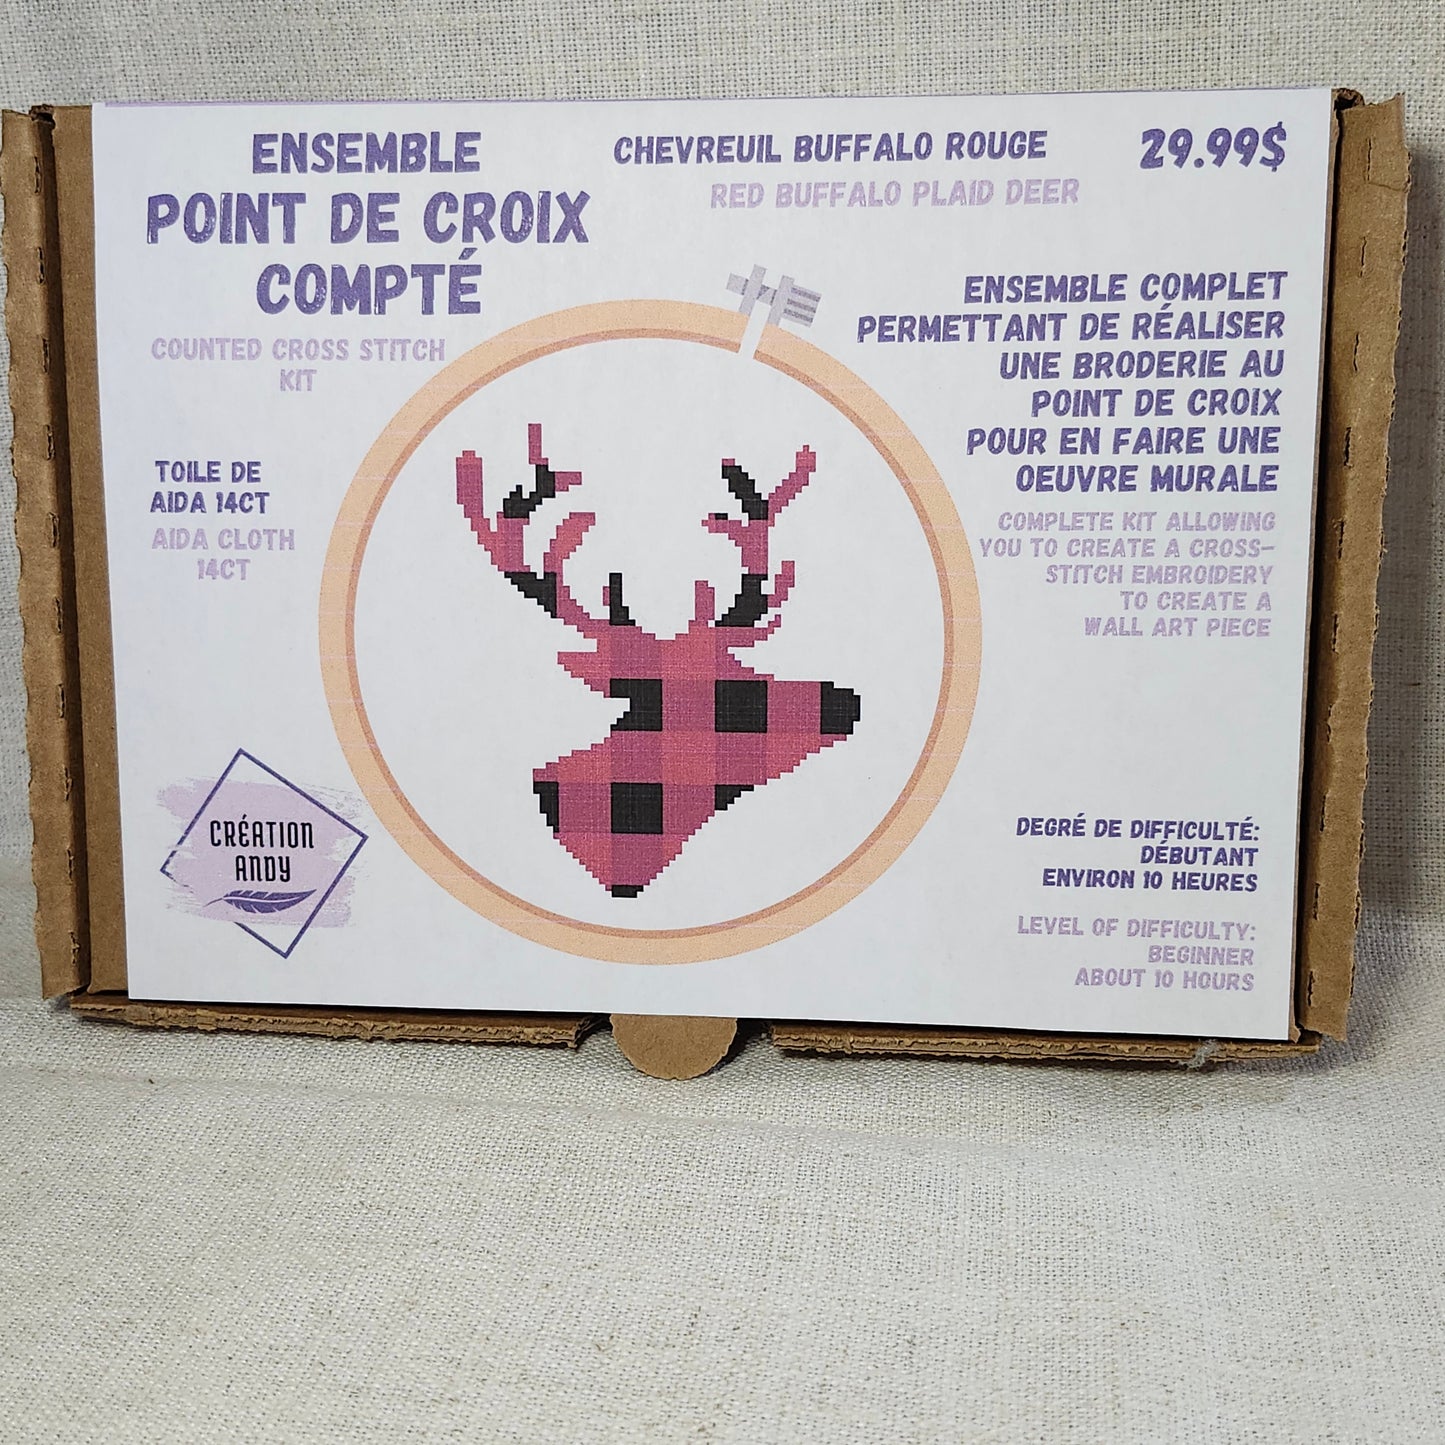 ENSEMBLE
POINT DE CROIX
COMPTÉ
COUNTED CROSS STITCH
KIT
CHEVREUIL BUFFALO ROUGE
RED BUFFALO PLAID DEER
29.99$
TOILE DE
AIDA 14CT
AIDA CLOTH
14CT
ENSEMBLE COMPLET
PERMETTANT DE RÉALISER
UNE BRODERIE AU
POINT DE CROIX
POUR EN FAIRE UNE
OEUVRE MURALE
COMPLETE KIT ALLOWING
YOU TO CREATE A CROSS-
STITCH EMBROIDERY
TO CREATE A
WALL ART PIECE
CRÉATION
ANDY
DEGRÉ DE DIFFICULTÉ:
DÉBUTANT
ENVIRON 10 HEURES
LEVEL OF DIFFICULTY:
BEGINNER
ABOUT 10 HOURS